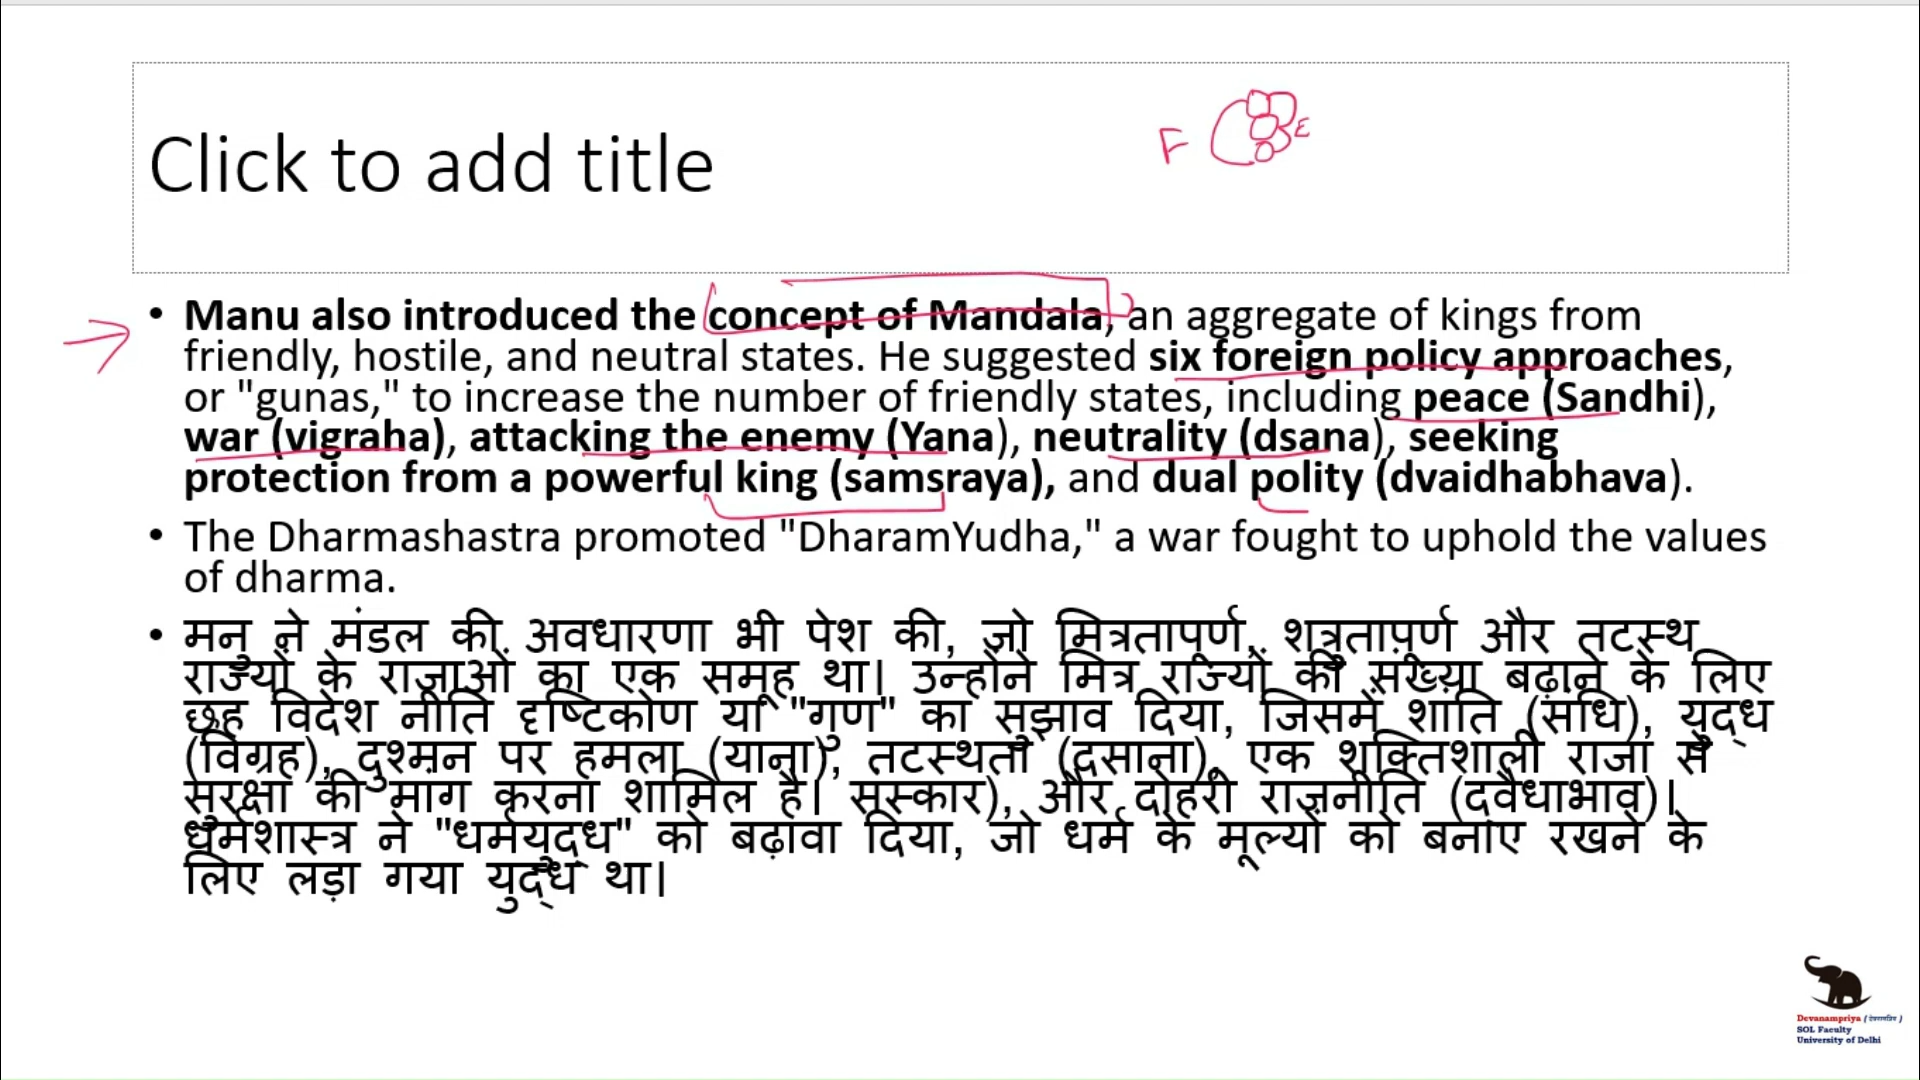 Click to add title
F
E
• Manu also introduced the concept of Mandala, an aggregate of kings from
friendly, hostile, and neutral states. He suggested six foreign policy approaches,
or "gunas," to increase the number of friendly states, including peace (Sandhi),
war (vigraha), attacking the enemy (Yana), neutrality (dsana), seeking
protection from a powerful king (samsraya), and dual polity (dvaidhabhava).
• The Dharmashastra promoted "DharamYudha," a war fought to uphold the values
of dharma.
• मनु ने मंडल की अवधारणा भी पेश की, जो मित्रतापूर्ण, शत्रुतापूर्ण और तटस्थ
राज्यों के राजाओं का एक समूह था। उन्होंने मित्र राज्यों की संख्या बढ़ाने के लिए
छह विदेश नीति दृष्टिकोण या "गुण" का सुझाव दिया, जिसमें शांति (संधि), युद्ध
(विग्रह), दुश्मन पर हमला (याना), तटस्थता (दसाना), एक शक्तिशाली राजा से
सुरक्षा की मांग करना शामिल है। संस्कार), और दोहरी राजनीति (दवैधाभाव)।
धर्मशास्त्र ने "धर्मयुद्ध" को बढ़ावा दिया, जो धर्म के मूल्यों को बनाए रखने के
लिए लड़ा गया युद्ध था।
Devanampriya (देवनामप्रिय)
SOL Faculty
University of Delhi